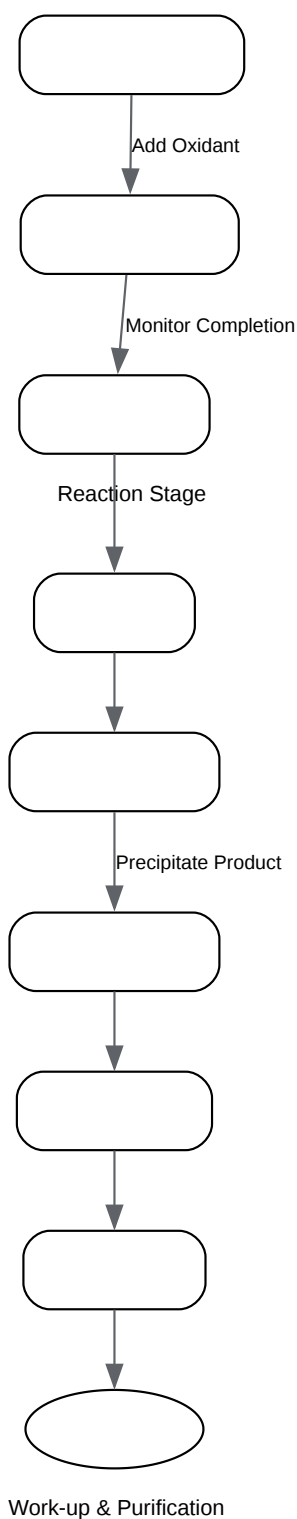 Add Oxidant
Monitor Completion
Reaction Stage
Precipitate Product
Work-up & Purification